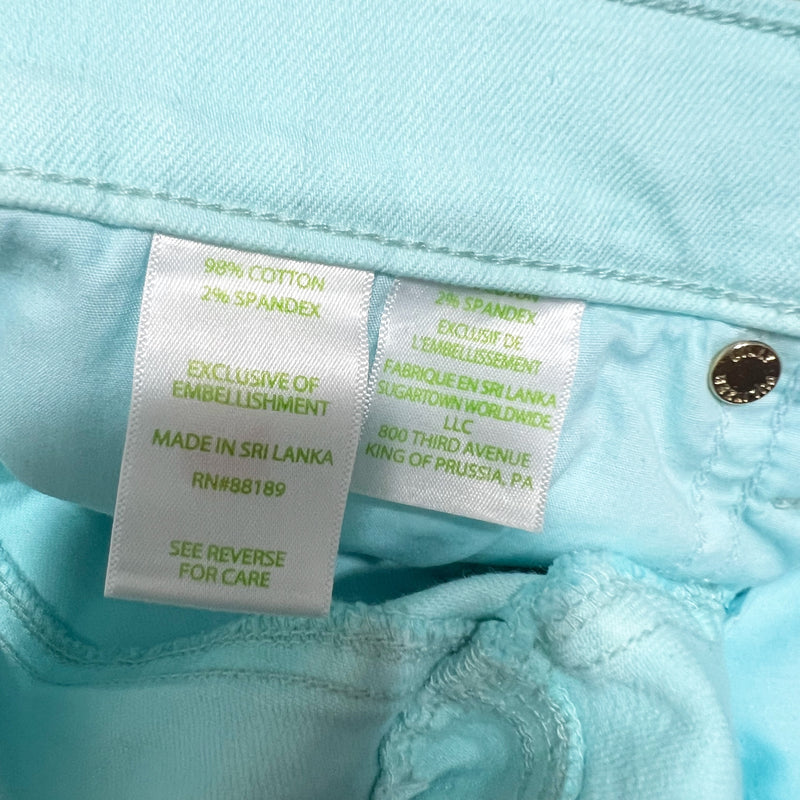 98% COTTON
2% SPANDEX
EXCLUSIVE OF
EMBELLISHMENT
MADE IN SRI LANKA
RN#88189
SEE REVERSE
FOR CARE
COTTON
2% SPANDEX
EXCLUSIF DE
L'EMBELLISSEMENT
FABRIQUE EN SRI LANKA
SUGARTOWN WORLDWIDE,
LLC
800 THIRD AVENUE
KING OF PRUSSIA, PA